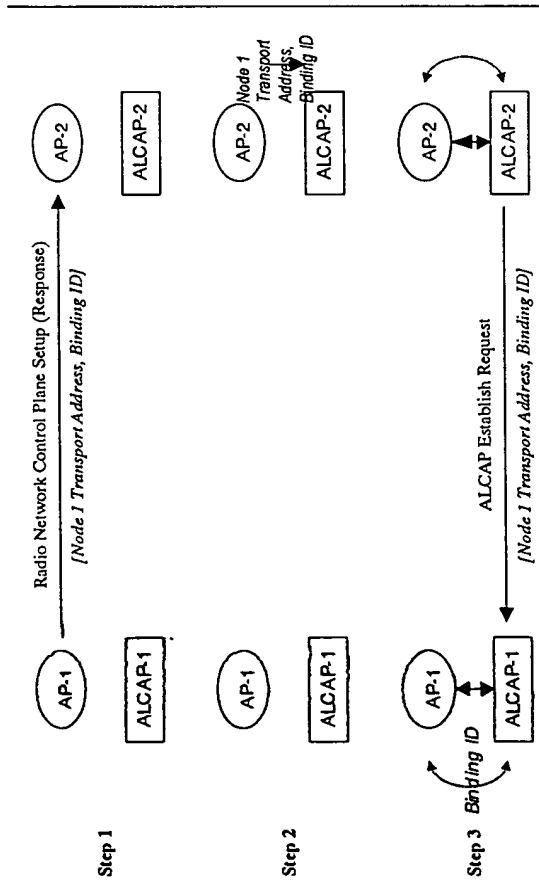 Step 1
AP-1
ALCAP-1
Radio Network Control Plane Setup (Response)
[Node 1 Transport Address, Binding ID]
AP-2
ALCAP-2
Step 2
AP-1
ALCAP-1
AP-2
ALCAP-2
Node 1
Transport
Address,
Binding ID
Step 3
Binding ID
AP-1
ALCAP-1
ALCAP Establish Request
[Node 1 Transport Address, Binding ID]
AP-2
ALCAP-2